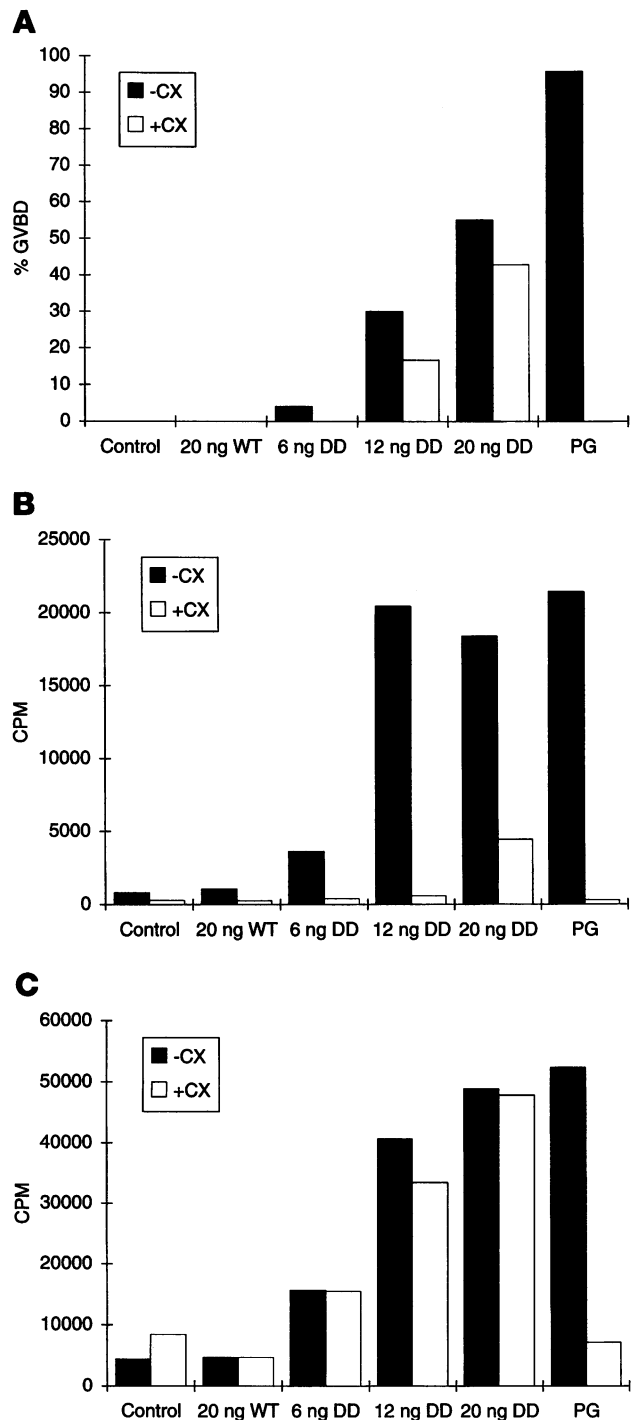 A
100
90
80
70
60
50
40
30
20
10
0
% GVBD
-CX
+CX
Control 20 ng WT 6 ng DD 12 ng DD 20 ng DD PG
B
25000
20000
15000
10000
5000
0
CPM
-CX
+CX
Control 20 ng WT 6 ng DD 12 ng DD 20 ng DD PG
C
60000
50000
40000
30000
20000
10000
0
CPM
-CX
+CX
Control 20 ng WT 6 ng DD 12 ng DD 20 ng DD PG